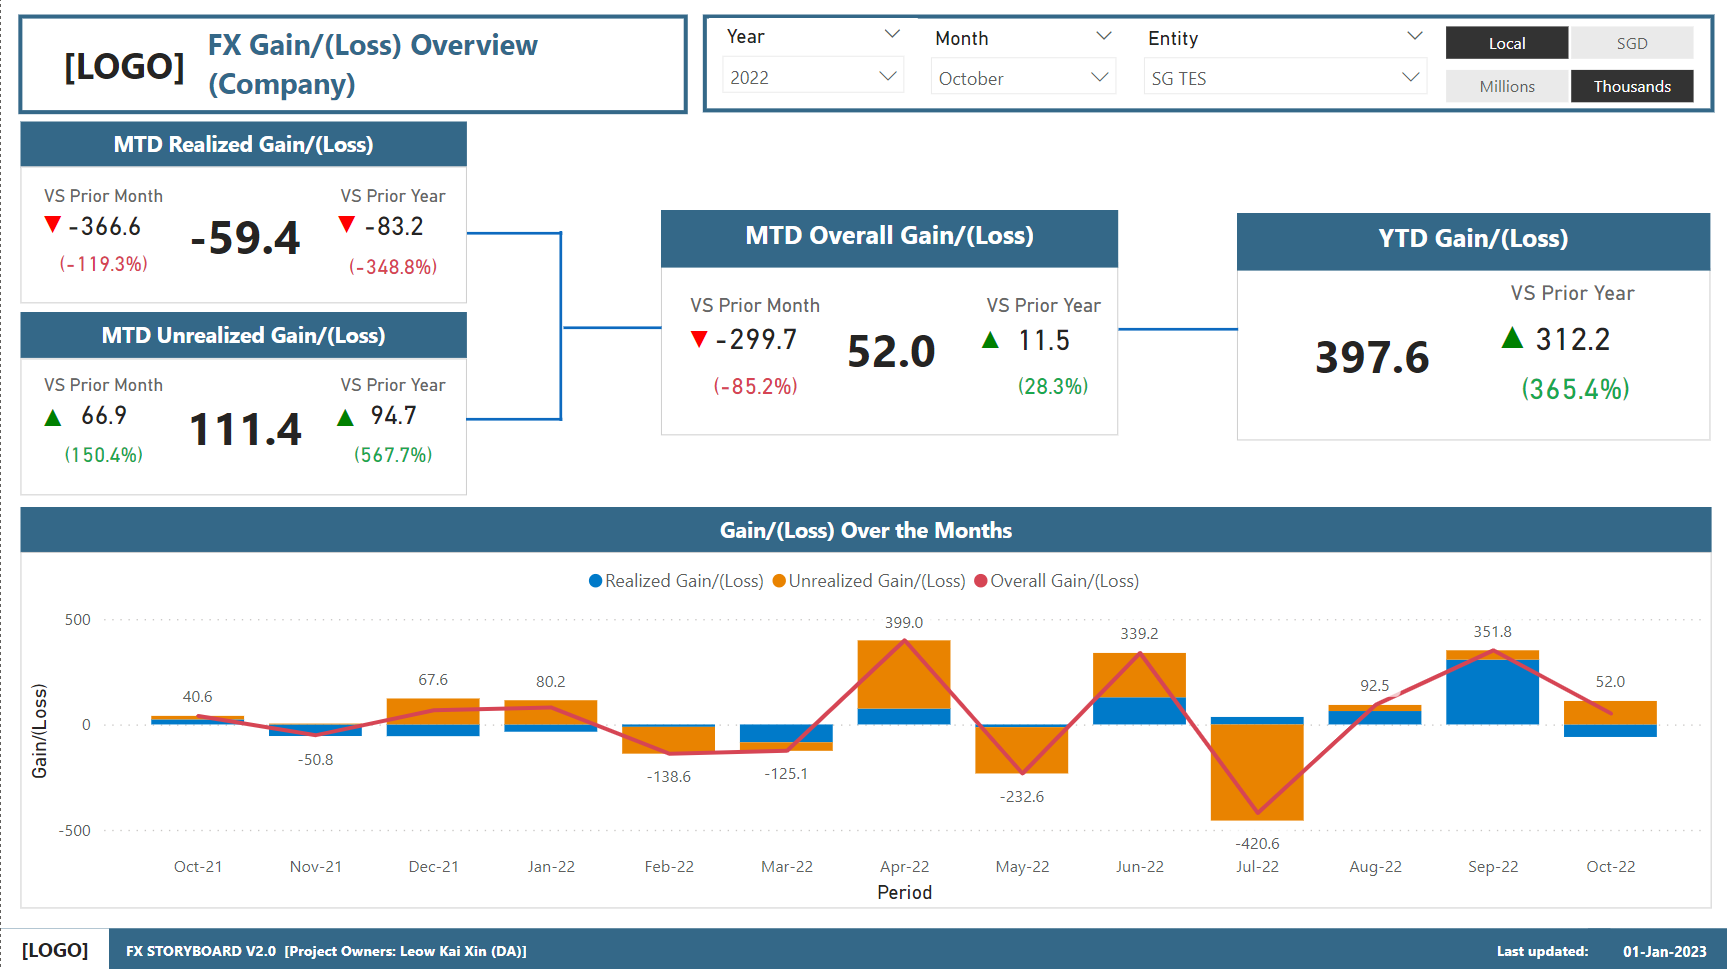 [LOGO]
FX Gain/(Loss) Overview
(Company)
Year
2022
Month
October
Entity
SG TES
Local
SGD
Millions
Thousands
MTD Realized Gain/(Loss)
VS Prior Month
-366.6
(-119.3%)
-59.4
VS Prior Year
-83.2
(-348.8%)
MTD Unrealized Gain/(Loss)
VS Prior Month
66.9
(150.4%)
111.4
VS Prior Year
94.7
(567.7%)
MTD Overall Gain/(Loss)
VS Prior Month
-299.7
(-85.2%)
52.0
VS Prior Year
11.5
(28.3%)
YTD Gain/(Loss)
397.6
VS Prior Year
312.2
(365.4%)
Gain/(Loss) Over the Months
Realized Gain/(Loss) Unrealized Gain/(Loss) Overall Gain/(Loss)
Gain/(Loss)
500
0
-500
40.6
-50.8
67.6
80.2
-138.6
-125.1
399.0
-232.6
339.2
-420.6
92.5
351.8
52.0
Oct-21 Nov-21 Dec-21 Jan-22 Feb-22 Mar-22 Apr-22 May-22 Jun-22 Jul-22 Aug-22 Sep-22 Oct-22
Period
[LOGO]
FX STORYBOARD V2.0 [Project Owners: Leow Kai Xin (DA)]
Last updated: 01-Jan-2023